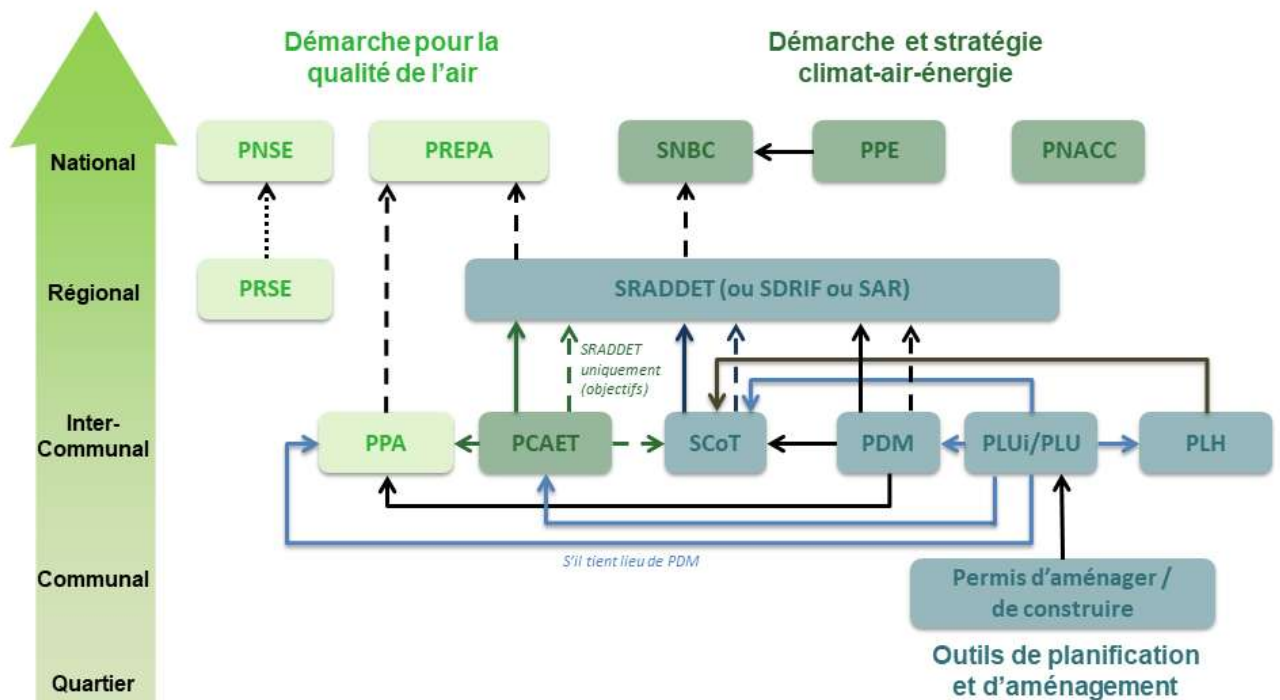 Démarche pour la
qualité de l'air
Démarche et stratégie
climat-air-énergie
National
PNSE
PREPA
SNBC
PPE
PNACC
Régional
PRSE
SRADDET (ou SDRIF ou SAR)
SRADDET
uniquement
(objectifs)
Inter-
Communal
PPA
PCAET
SCoT
PDM
PLUi/PLU
PLH
S'il tient lieu de PDM
Communal
Permis d'aménager /
de construire
Outils de planification
et d'aménagement
Quartier